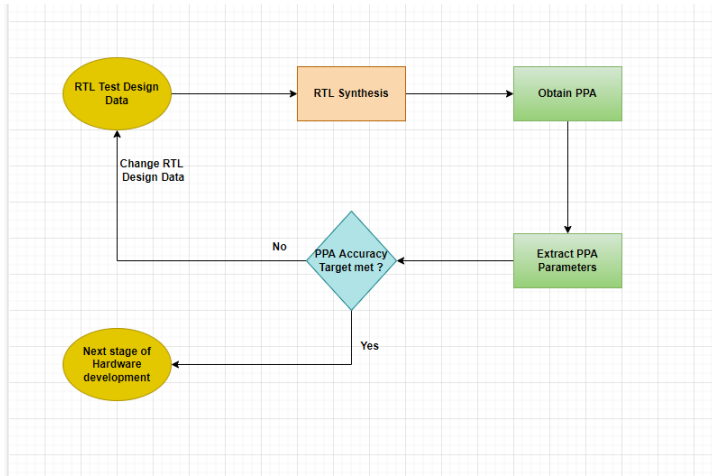 RTL Test Design
Data
RTL Synthesis
Obtain PPA
Change RTL
Design Data
No
PPA Accuracy
Target met ?
Extract PPA
Parameters
Yes
Next stage of
Hardware
development